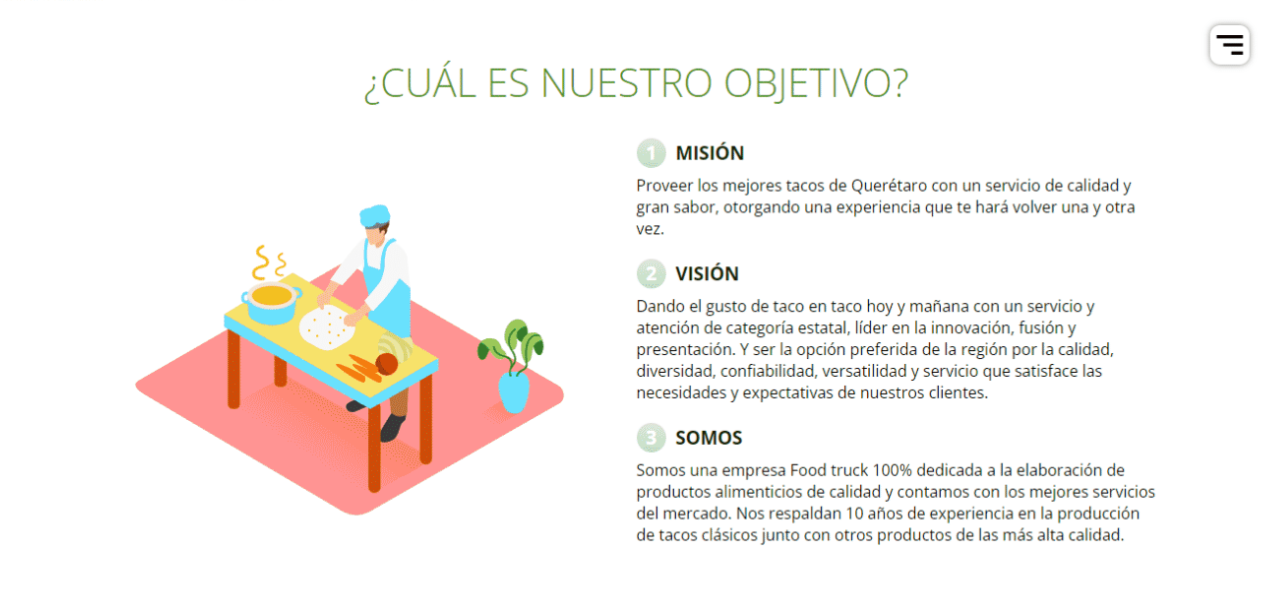 ¿CUÁL ES NUESTRO OBJETIVO?
1 MISIÓN
Proveer los mejores tacos de Querétaro con un servicio de calidad y
gran sabor, otorgando una experiencia que te hará volver una y otra
vez.
2 VISIÓN
Dando el gusto de taco en taco hoy y mañana con un servicio y
atención de categoría estatal, líder en la innovación, fusión y
presentación. Y ser la opción preferida de la región por la calidad,
diversidad, confiabilidad, versatilidad y servicio que satisface las
necesidades y expectativas de nuestros clientes.
3 SOMOS
Somos una empresa Food truck 100% dedicada a la elaboración de
productos alimenticios de calidad y contamos con los mejores servicios
del mercado. Nos respaldan 10 años de experiencia en la producción
de tacos clásicos junto con otros productos de las más alta calidad.